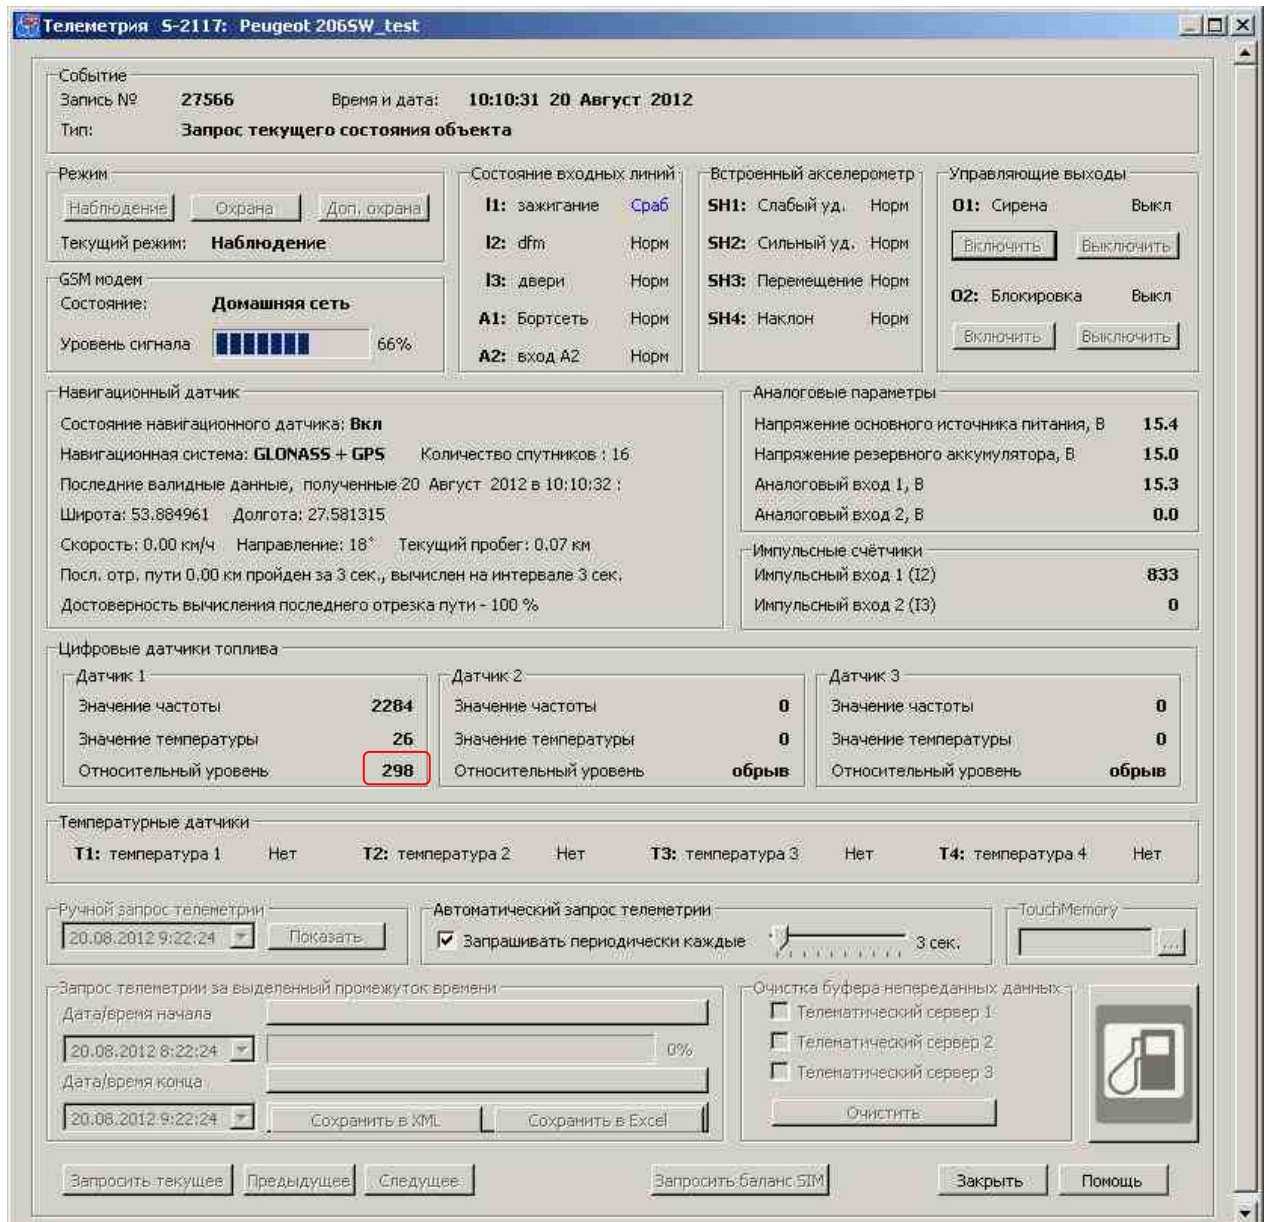 Телеметрия S-2117: Peugeot 206SW_test
Событие
Запись № 27566 Время и дата: 10:10:31 20 Август 2012
Тип: Запрос текущего состояния объекта
Режим
Наблюдение Охрана Доп. охрана
Текущий режим: Наблюдение
GSM модем
Состояние: Домашняя сеть
Уровень сигнала 66%
Состояние входных линий
I1: зажигание Сраб
I2: dfm Норм
I3: двери Норм
A1: Бортсеть Норм
A2: вход A2 Норм
Встроенный акселерометр
SH1: Слабый уд. Норм
SH2: Сильный уд. Норм
SH3: Перемещение Норм
SH4: Наклон Норм
Управляющие выходы
O1: Сирена Выкл
Включить Выключить
O2: Блокировка Выкл
Включить Выключить
Навигационный датчик
Состояние навигационного датчика: Вкл
Навигационная система: GLONASS + GPS Количество спутников : 16
Последние валидные данные, полученные 20 Август 2012 в 10:10:32 :
Широта: 53.884961 Долгота: 27.581315
Скорость: 0.00 км/ч Направление: 18° Текущий пробег: 0.07 км
Посл. отр. пути 0.00 км пройден за 3 сек., вычислен на интервале 3 сек.
Достоверность вычисления последнего отрезка пути - 100 %
Аналоговые параметры
Напряжение основного источника питания, В 15.4
Напряжение резервного аккумулятора, В 15.0
Аналоговый вход 1, В 15.3
Аналоговый вход 2, В 0.0
Импульсные счётчики
Импульсный вход 1 (I2) 833
Импульсный вход 2 (I3) 0
Цифровые датчики топлива
Датчик 1
Значение частоты 2284
Значение температуры 26
Относительный уровень 298
Датчик 2
Значение частоты 0
Значение температуры 0
Относительный уровень обрыв
Датчик 3
Значение частоты 0
Значение температуры 0
Относительный уровень обрыв
Температурные датчики
T1: температура 1 Нет T2: температура 2 Нет T3: температура 3 Нет T4: температура 4 Нет
Ручной запрос телеметрии
20.08.2012 9:22:24 Показать
Автоматический запрос телеметрии
Запрашивать периодически каждые 3 сек.
TouchMemory
...
Запрос телеметрии за выделенный промежуток времени
Дата/время начала
20.08.2012 8:22:24 0%
Дата/время конца
20.08.2012 9:22:24 Сохранить в XML Сохранить в Excel
Очистка буфера непереданных данных
Телематический сервер 1
Телематический сервер 2
Телематический сервер 3
Очистить
Запросить текущее Предыдущее Следущее Запросить баланс SIM Закрыть Помощь